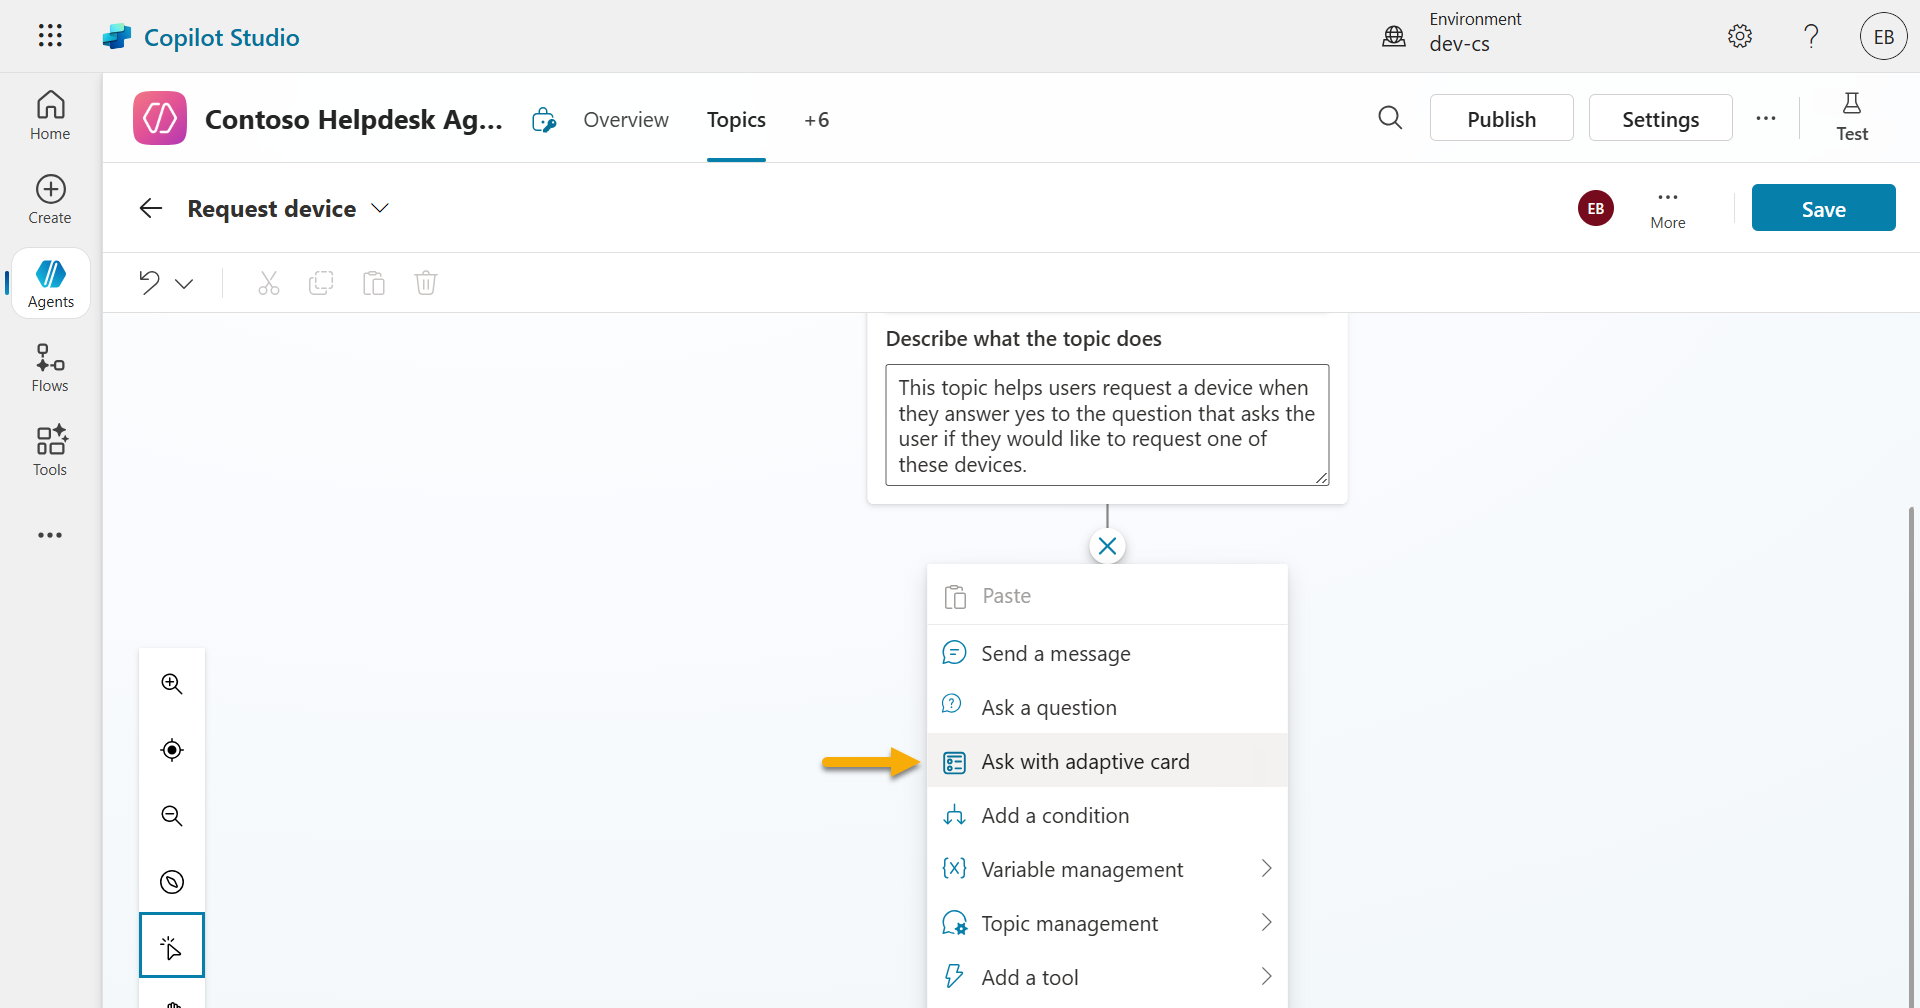 Copilot Studio
Environment
dev-cs
EB
Home
Create
Agents
Flows
Tools
Contoso Helpdesk Ag...
Overview
Topics
+6
Publish
Settings
Test
Request device
EB
More
Save
Describe what the topic does
This topic helps users request a device when
they answer yes to the question that asks the
user if they would like to request one of
these devices.
Paste
Send a message
Ask a question
Ask with adaptive card
Add a condition
Variable management
Topic management
Add a tool